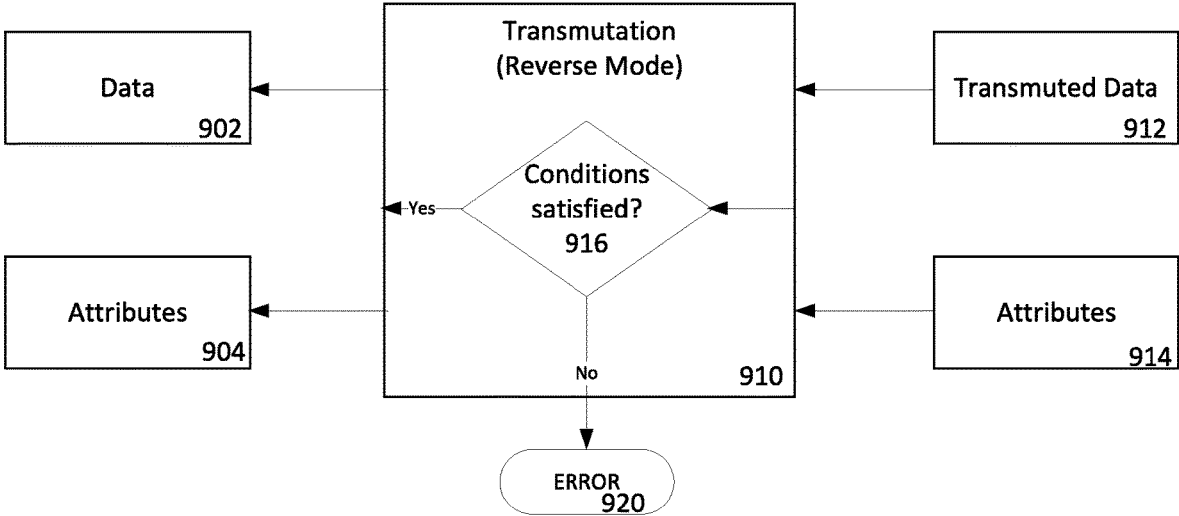 Transmutation
(Reverse Mode)
Data
902
Transmuted Data
912
Conditions
satisfied?
916
Yes
Attributes
904
Attributes
914
No
910
ERROR
920